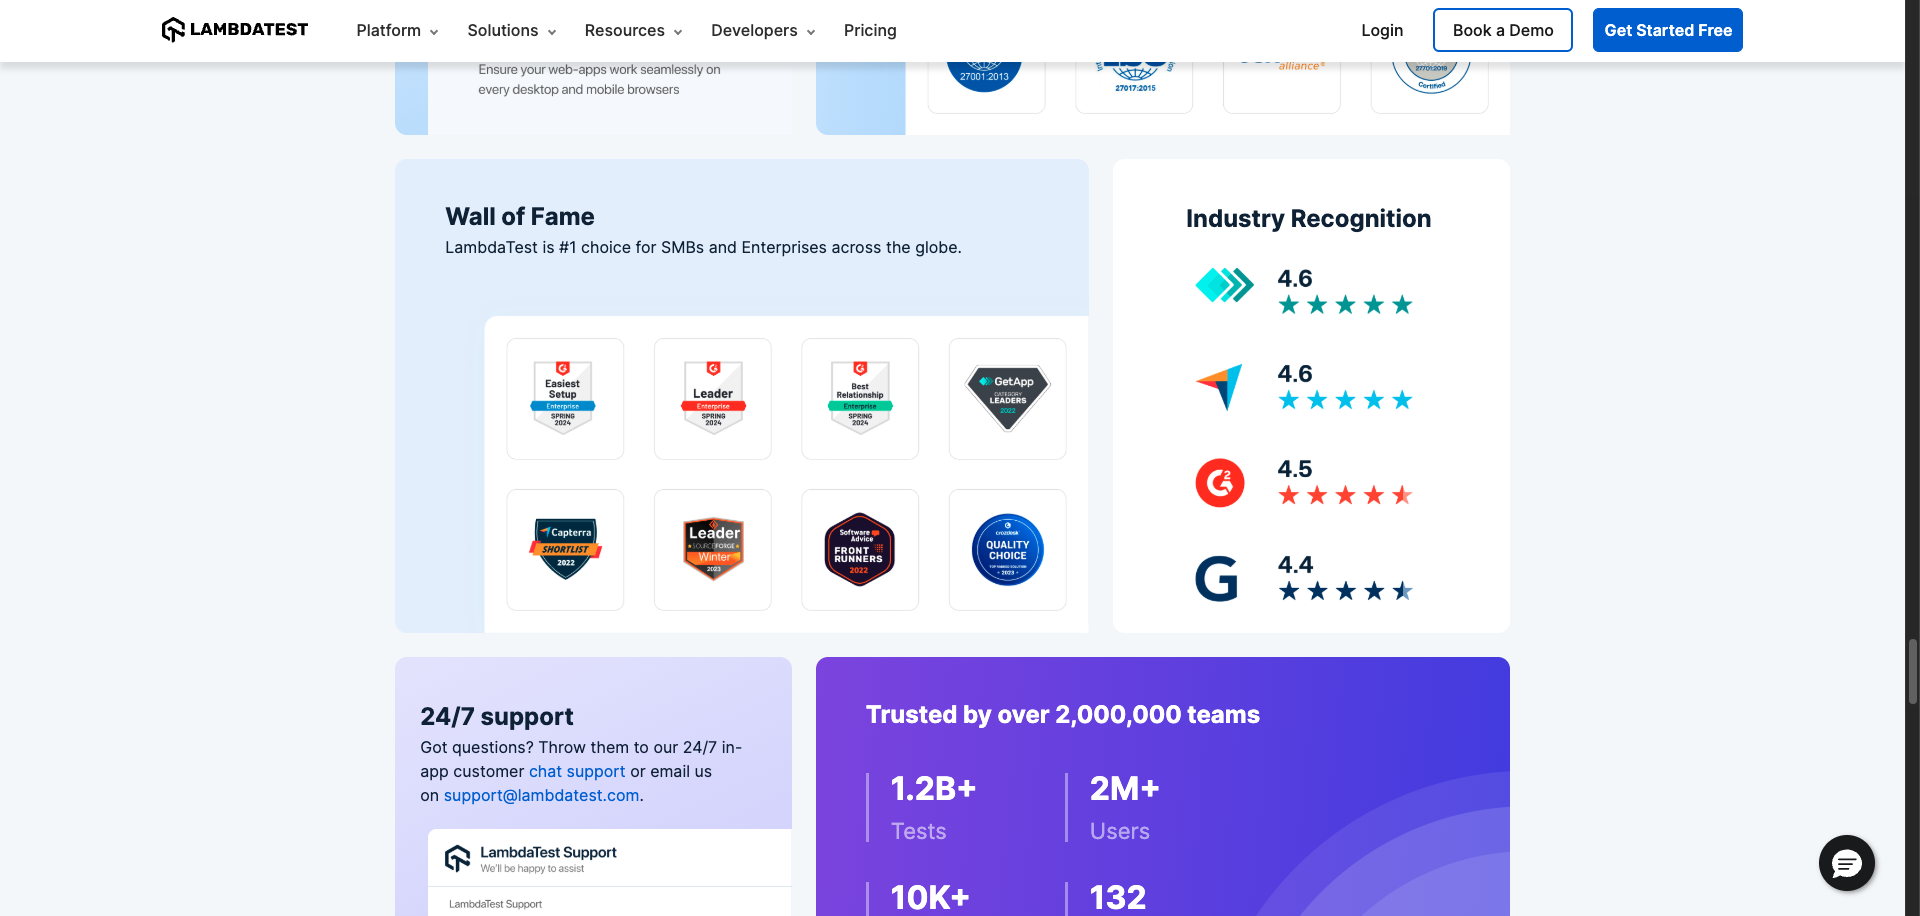 LAMBDATEST
Platform
Solutions
Resources
Developers
Pricing
Login
Book a Demo
Get Started Free
Ensure your web-apps work seamlessly on
every desktop and mobile browsers
27001:2013
27017:2015
alliance®
27701:2019
Certified
Wall of Fame
LambdaTest is #1 choice for SMBs and Enterprises across the globe.
Easiest
Setup
Enterprise
SPRING
2024
Leader
Enterprise
SPRING
2024
Best
Relationship
Enterprise
SPRING
2024
GetApp
CATEGORY
LEADERS
2022
Capterra
SHORTLIST
2022
Leader
SOURCEFORGE
Winter
2023
Software
Advice
FRONT
RUNNERS
2022
crozdesk
QUALITY
CHOICE
TOP RANKED SOLUTION
2023
Industry Recognition
4.6
4.6
G2
4.5
G
4.4
24/7 support
Got questions? Throw them to our 24/7 in-
app customer chat support or email us
on support@lambdatest.com.
LambdaTest Support
We'll be happy to assist
LambdaTest Support
Trusted by over 2,000,000 teams
1.2B+
Tests
2M+
Users
10K+
132